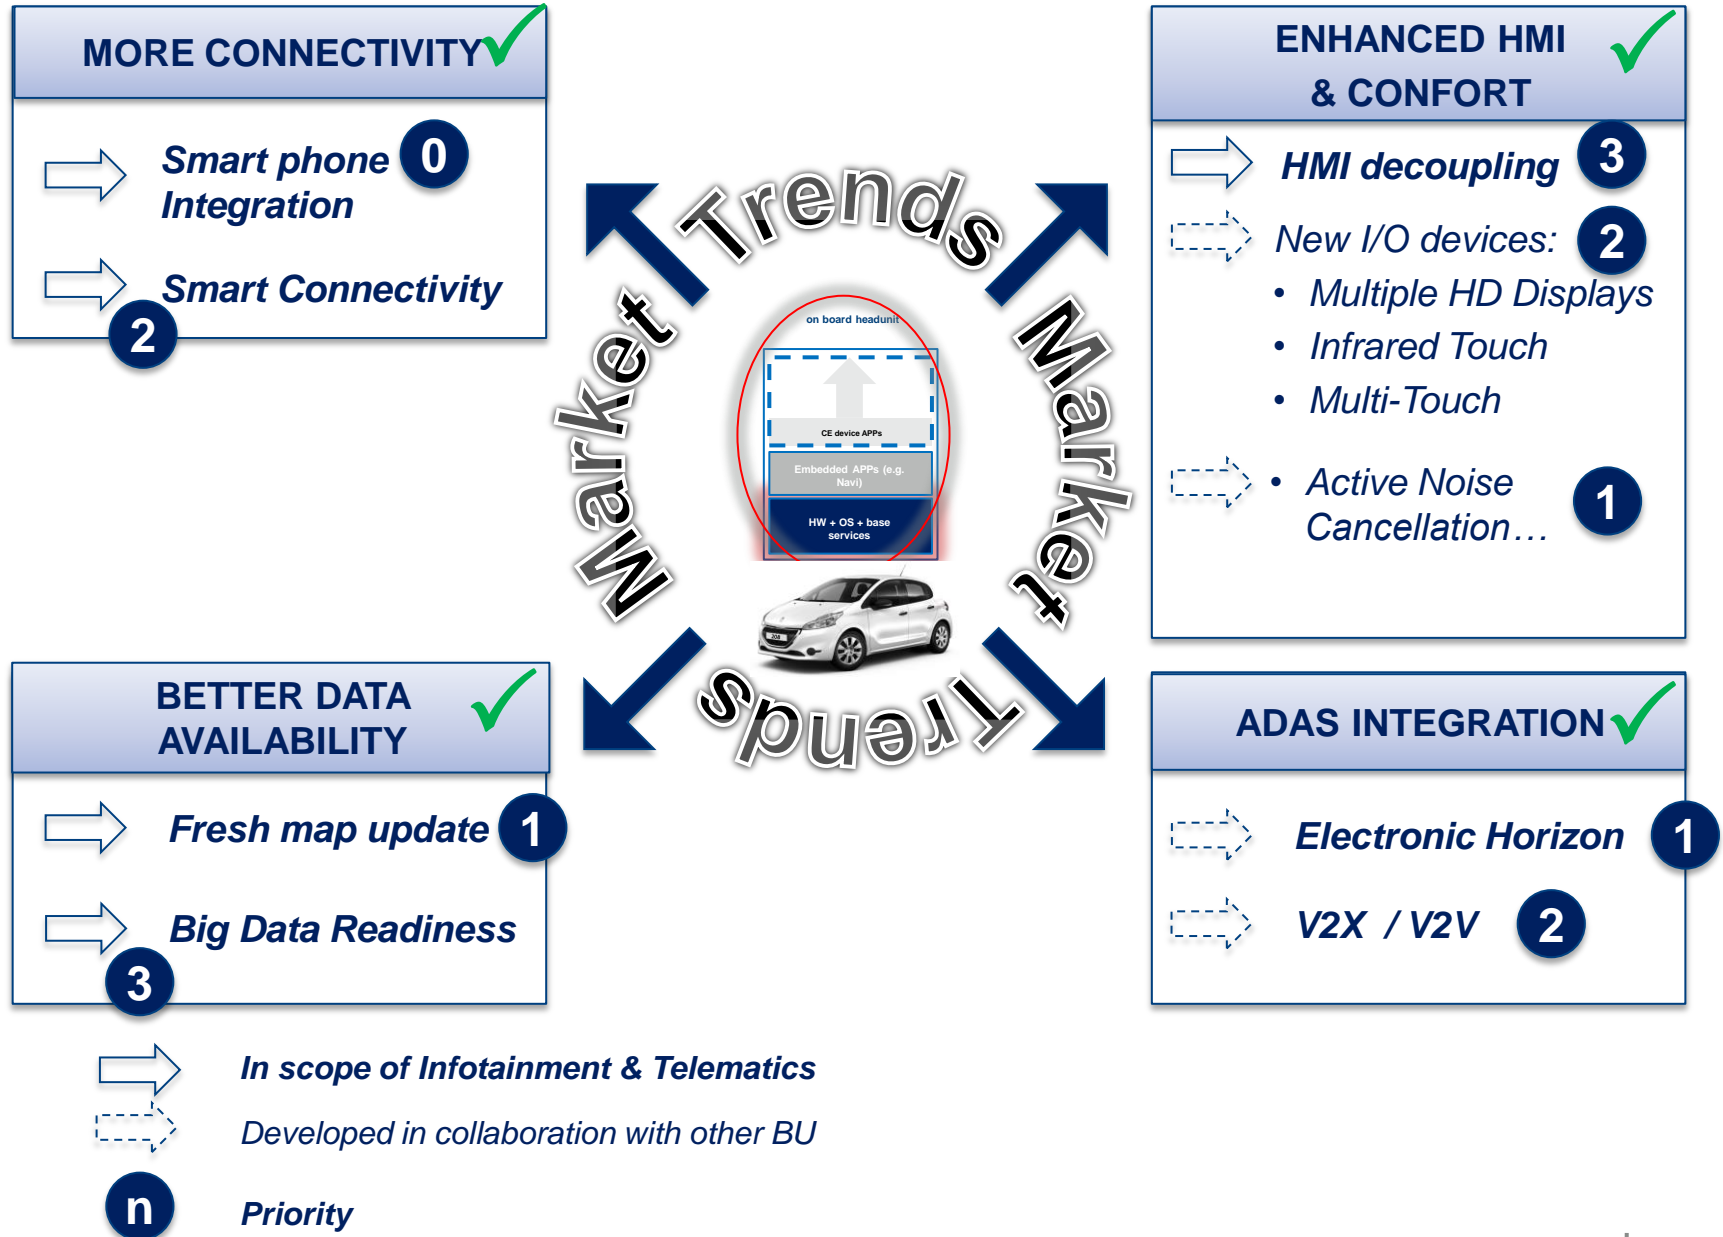 MORE CONNECTIVITY
Smart phone 0
Integration
Smart Connectivity
2
ENHANCED HMI
& CONFORT
HMI decoupling 3
New I/O devices: 2
• Multiple HD Displays
• Infrared Touch
• Multi-Touch
• Active Noise
Cancellation... 1
Market Trends
Market Trends
on board headunit
CE device APPs
Embedded APPs (e.g.
Navi)
HW + OS + base
services
208
BETTER DATA
AVAILABILITY
Fresh map update 1
Big Data Readiness
3
ADAS INTEGRATION
Electronic Horizon 1
V2X / V2V 2
In scope of Infotainment & Telematics
Developed in collaboration with other BU
n Priority